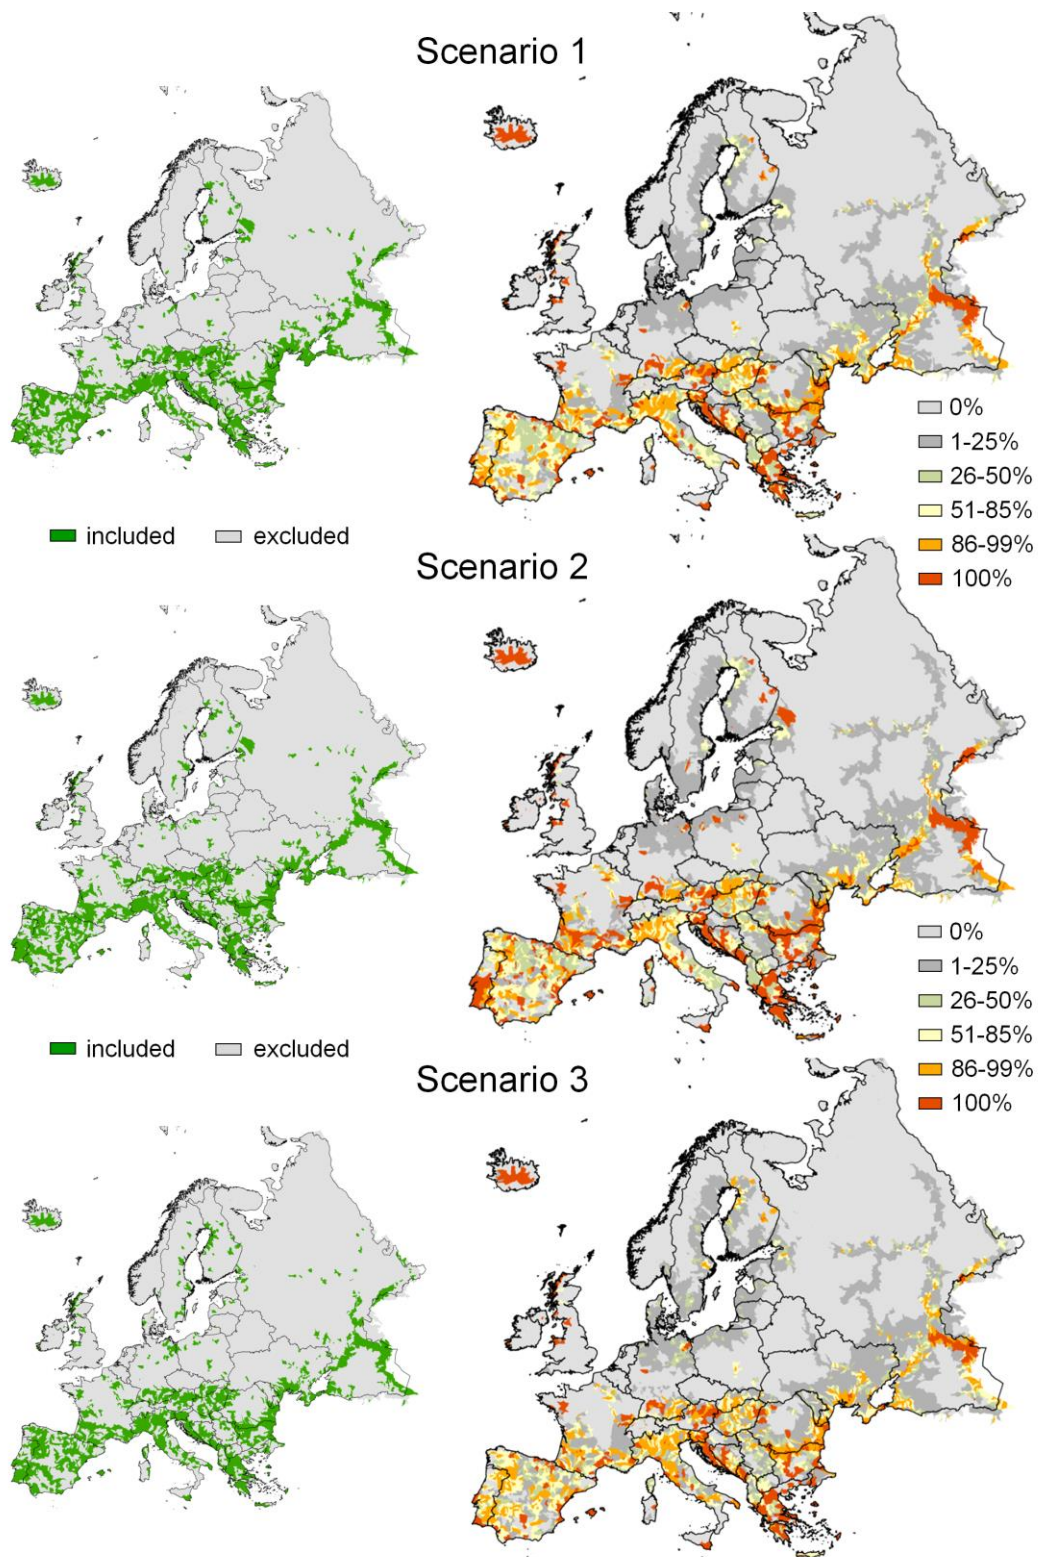 Scenario 1
0%
1-25%
26-50%
51-85%
86-99%
100%
included excluded
Scenario 2
0%
1-25%
26-50%
51-85%
86-99%
100%
included excluded
Scenario 3